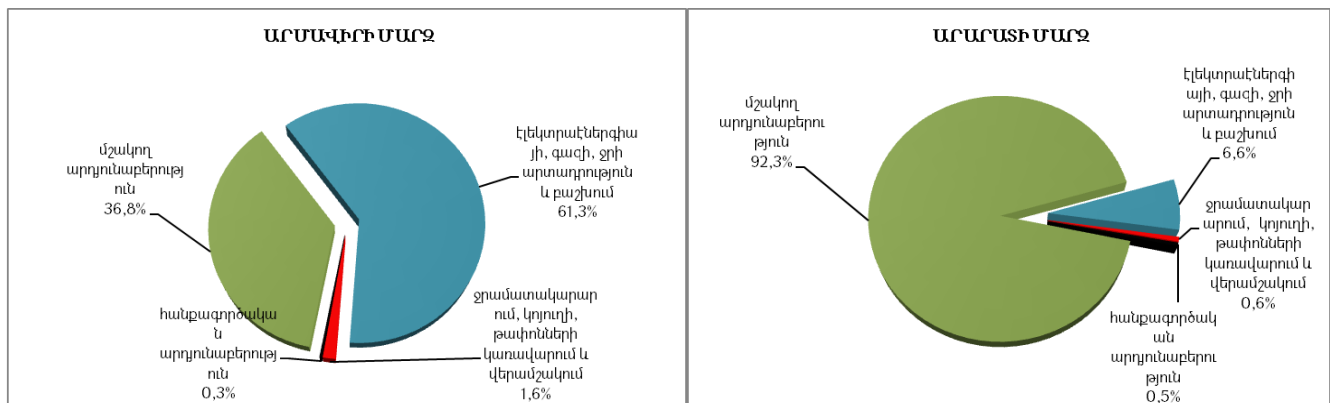 ԱՐՄԱՎԻՐԻ ՄԱՐԶ
մշակող
արդյունաբերությ
ուն
36,8%
էլեկտրաէներգիա
յի, գազի, ջրի
արտադրություն
և բաշխում
61,3%
հանքագործակա
ն
արդյունաբերությ
ուն
0,3%
ջրամատակարար
ում, կոյուղի,
թափոնների
կառավարում և
վերամշակում
1,6%
ԱՐԱՐԱՏԻ ՄԱՐԶ
մշակող
արդյունաբերու
թյուն
92,3%
էլեկտրաէներգի
այի, գազի, ջրի
արտադրություն
և բաշխում
6,6%
ջրամատակար
արում, կոյուղի,
թափոնների
կառավարում և
վերամշակում
0,6%
հանքագործակ
ան
արդյունաբերու
թյուն
0,5%